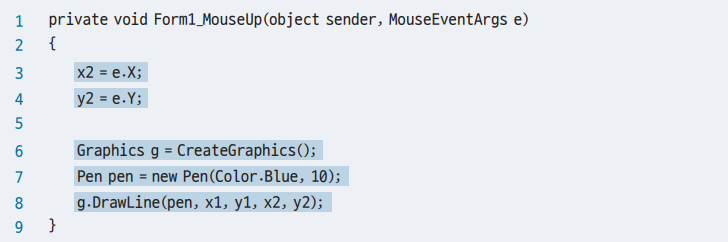 1 private void Form1_MouseUp(object sender, MouseEventArgs e)
2 {
3 x2 = e.X;
4 y2 = e.Y;
5
6 Graphics g = CreateGraphics();
7 Pen pen = new Pen(Color.Blue, 10);
8 g.DrawLine(pen, x1, y1, x2, y2);
9 }